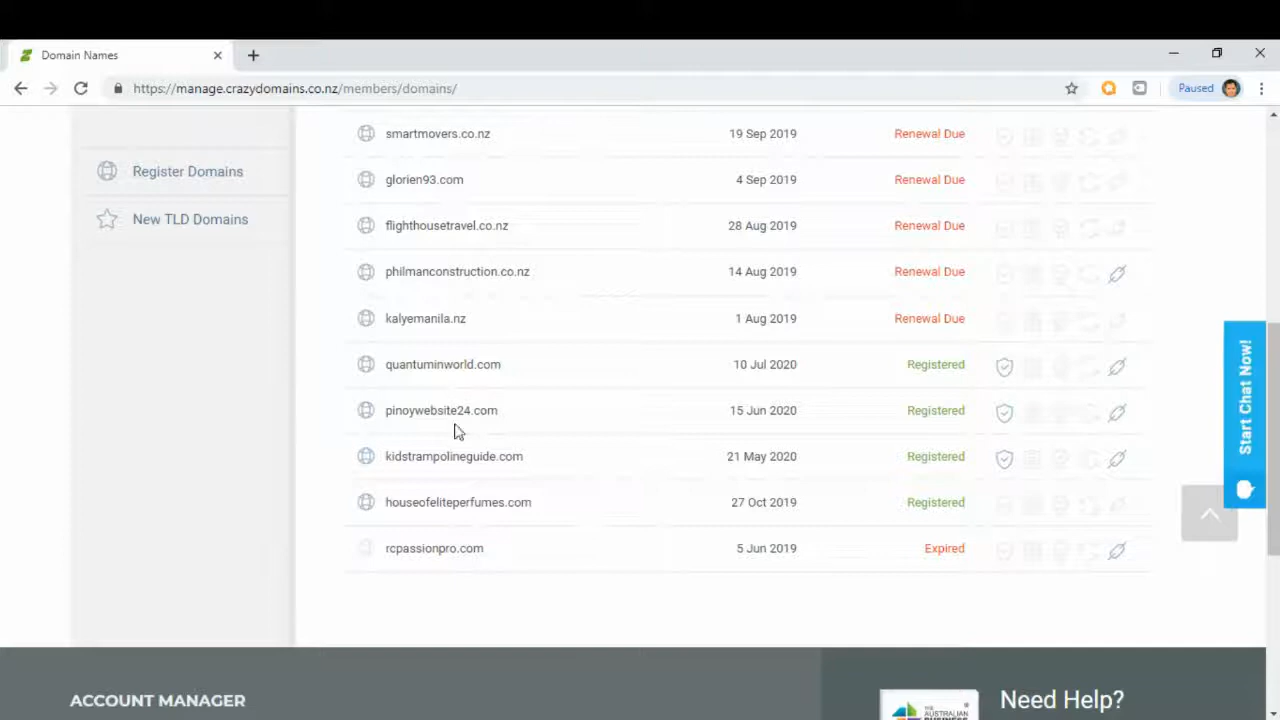 Domain Names
https://manage.crazydomains.co.nz/members/domains/
Paused
Register Domains
New TLD Domains
smartmovers.co.nz 19 Sep 2019 Renewal Due
glorien93.com 4 Sep 2019 Renewal Due
flighthousetravel.co.nz 28 Aug 2019 Renewal Due
philmanconstruction.co.nz 14 Aug 2019 Renewal Due
kalyemanila.nz 1 Aug 2019 Renewal Due
quantuminworld.com 10 Jul 2020 Registered
pinoywebsite24.com 15 Jun 2020 Registered
kidstrampolineguide.com 21 May 2020 Registered
houseofeliteperfumes.com 27 Oct 2019 Registered
rcpassionpro.com 5 Jun 2019 Expired
Start Chat Now!
ACCOUNT MANAGER
Need Help?
THE
AUSTRALIAN